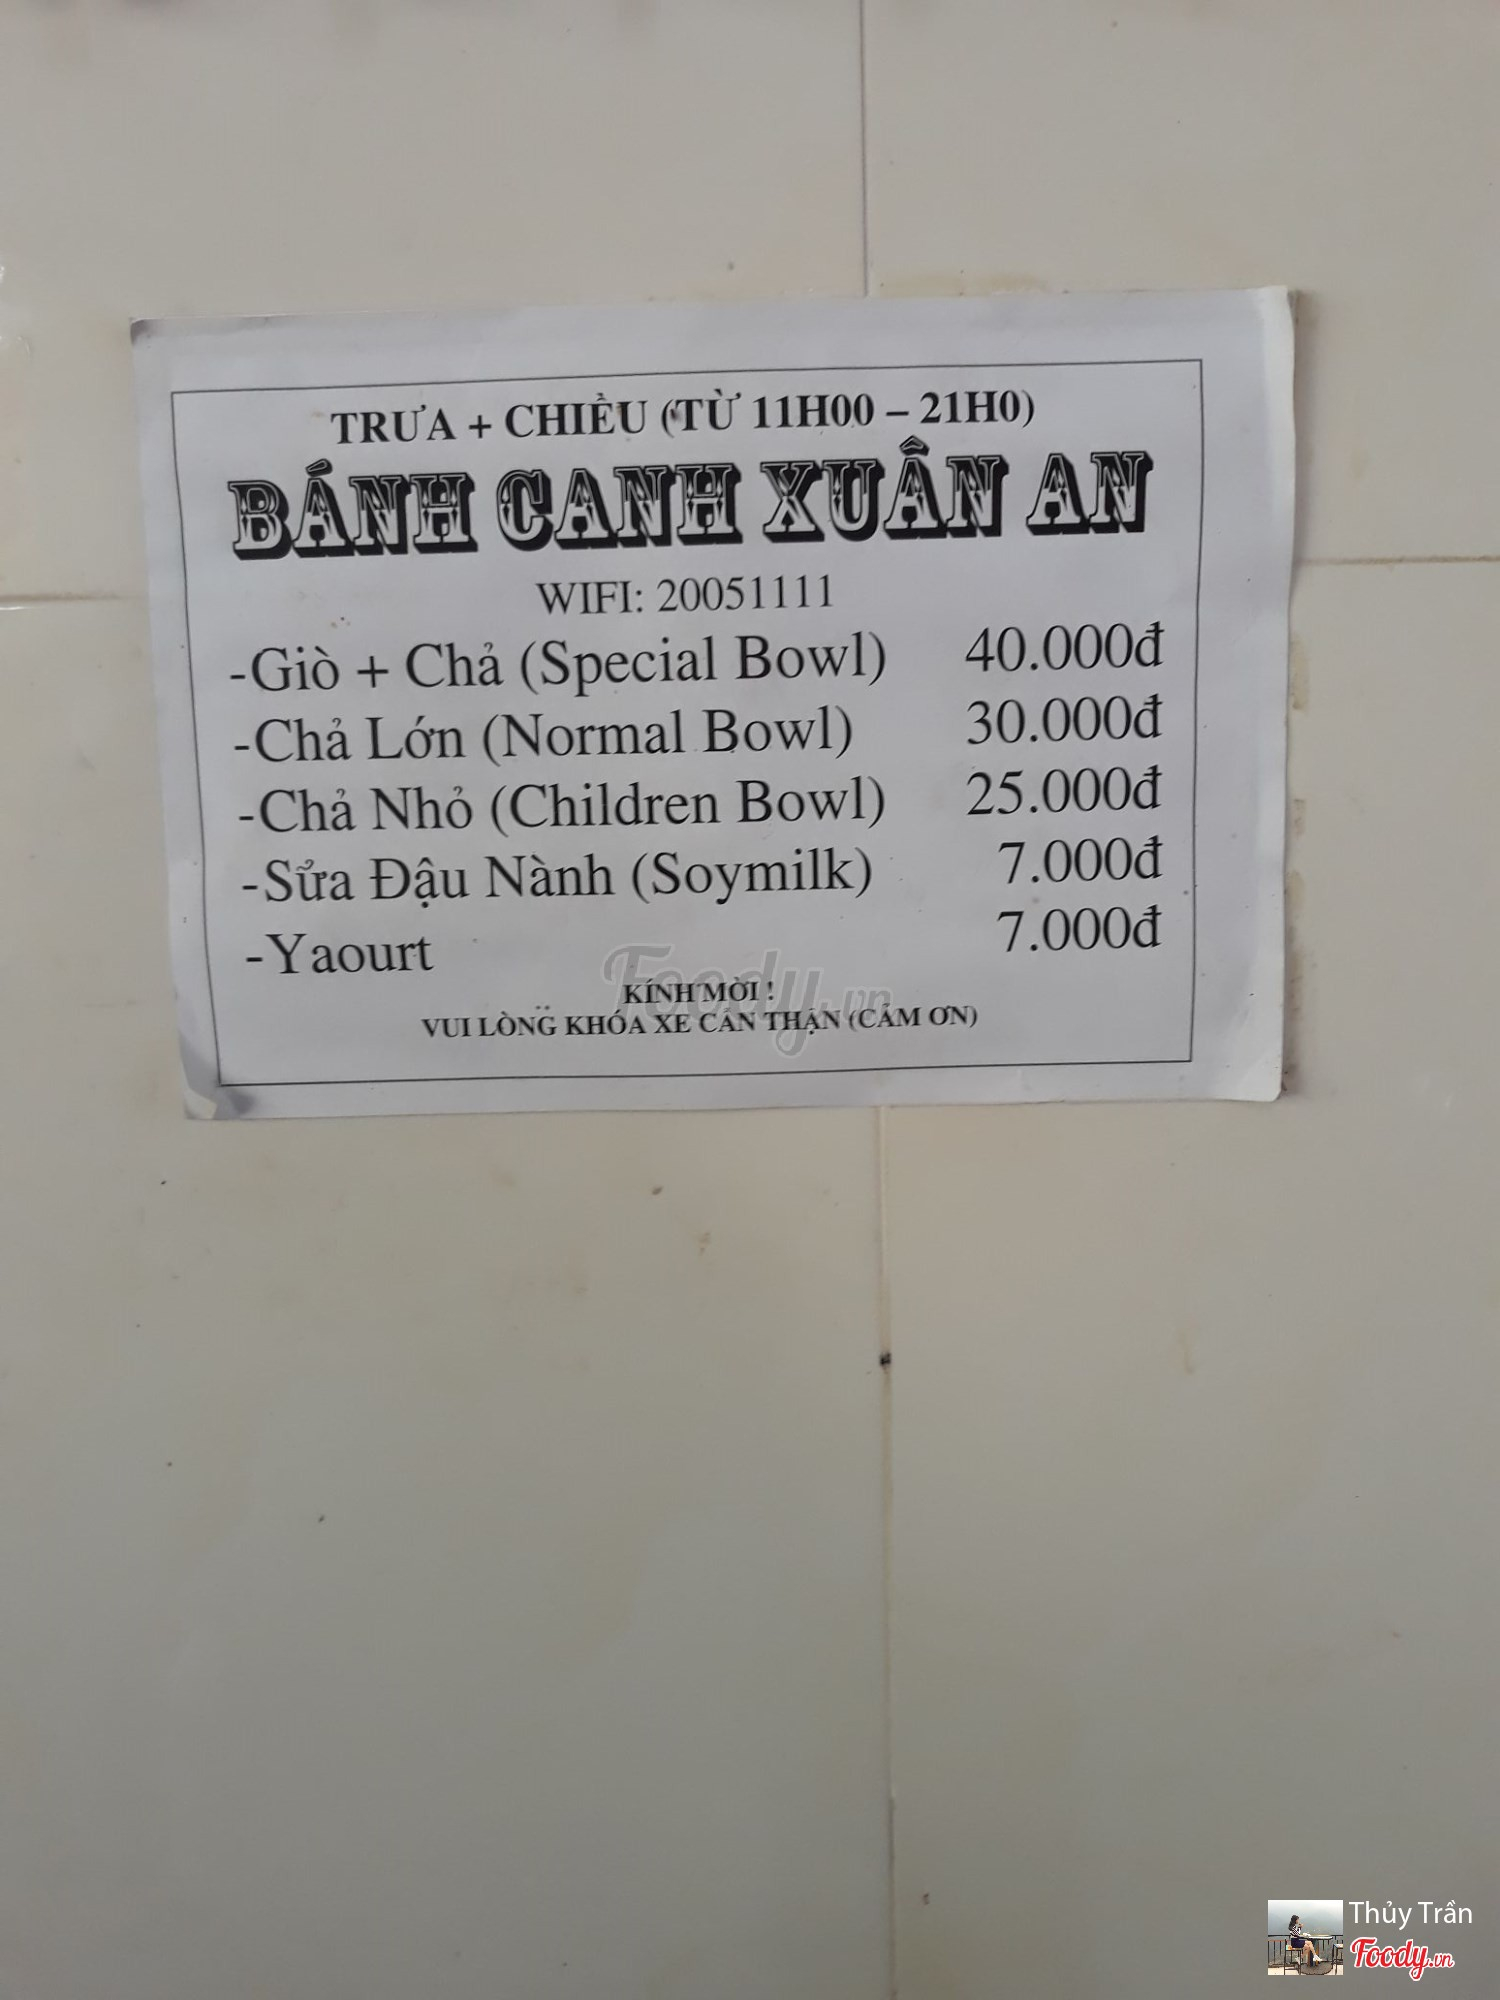 TRƯA + CHIỀU (TỪ 11H00 – 21H0)
BÁNH CANH XUÂN AN
WIFI: 20051111
-Giò + Chả (Special Bowl) 40.000đ
-Chả Lớn (Normal Bowl) 30.000đ
-Chả Nhỏ (Children Bowl) 25.000đ
-Sữa Đậu Nành (Soymilk) 7.000đ
-Yaourt 7.000đ
KÍNH MỜI !
VUI LÒNG KHÓA XE CẨN THẬN (CẢM ƠN)
Foody.vn
Thủy Trần
Foody.vn